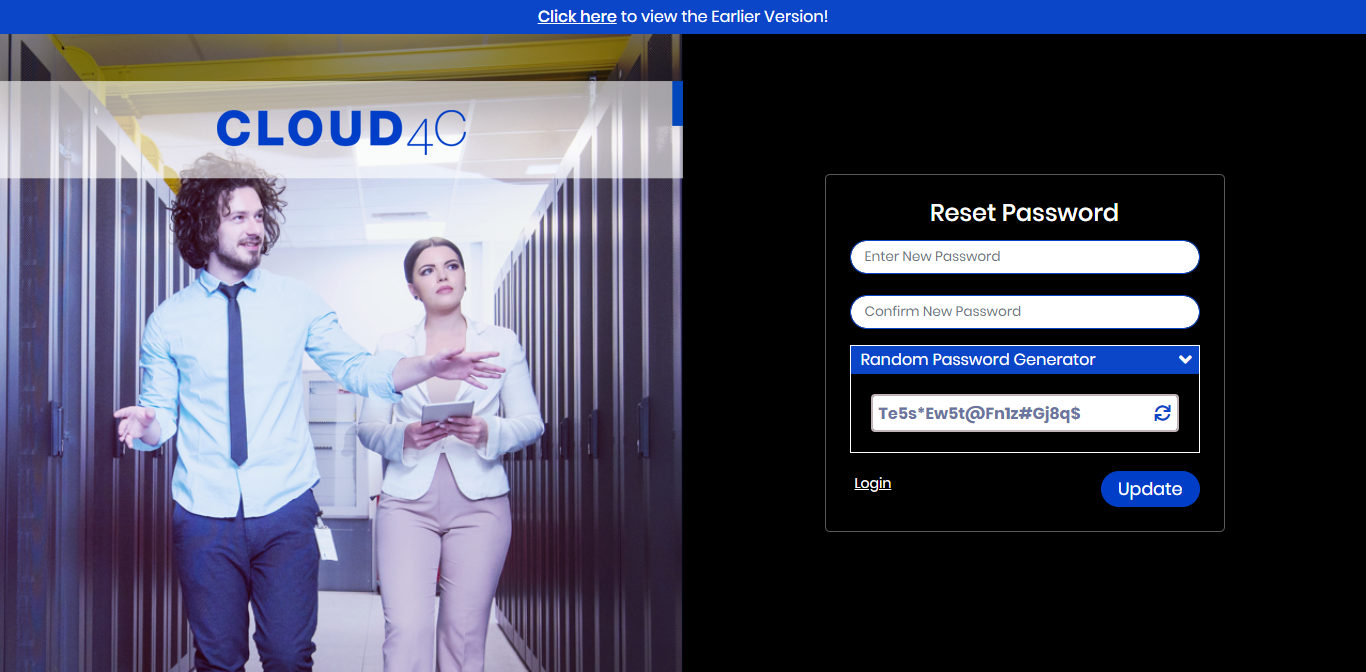 Click here to view the Earlier Version!
CLOUD4C
Reset Password
Enter New Password
Confirm New Password
Random Password Generator
Te5s*Ew5t@Fn1z#Gj8q$
Login
Update